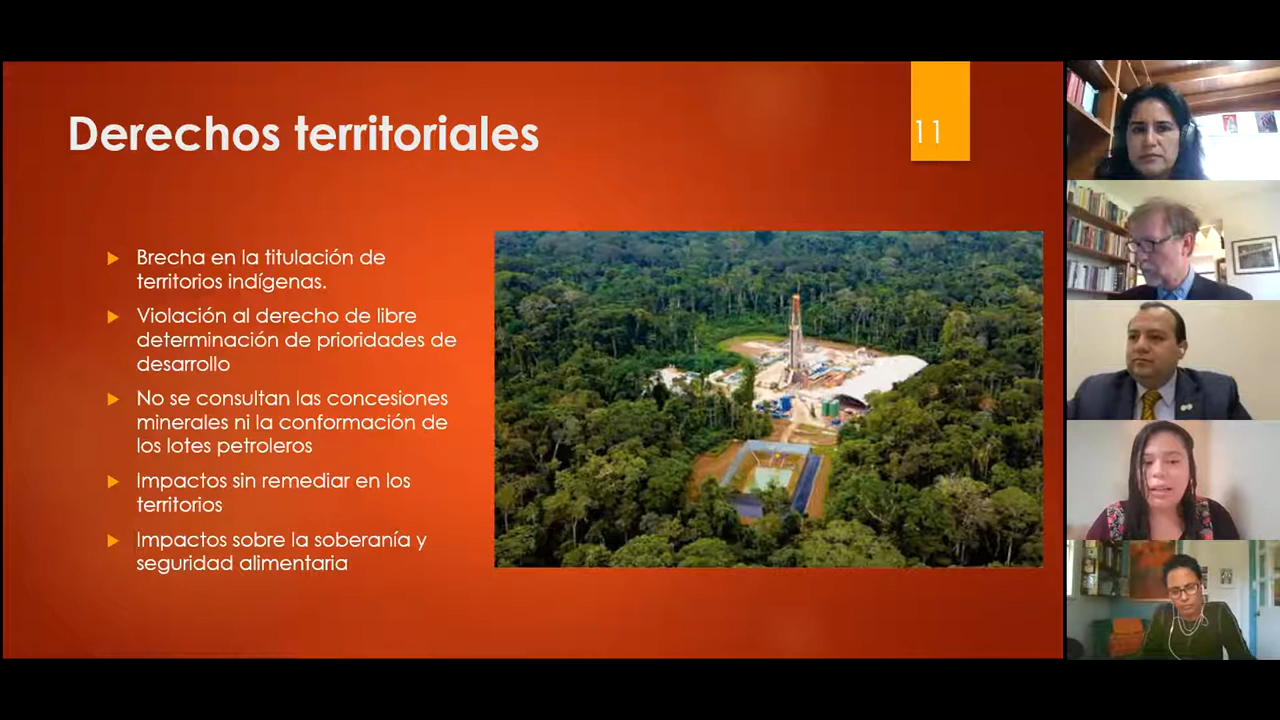 Derechos territoriales
11
Brecha en la titulación de
territorios indígenas.
Violación al derecho de libre
determinación de prioridades de
desarrollo
No se consultan las concesiones
minerales ni la conformación de
los lotes petroleros
Impactos sin remediar en los
territorios
Impactos sobre la soberanía y
seguridad alimentaria